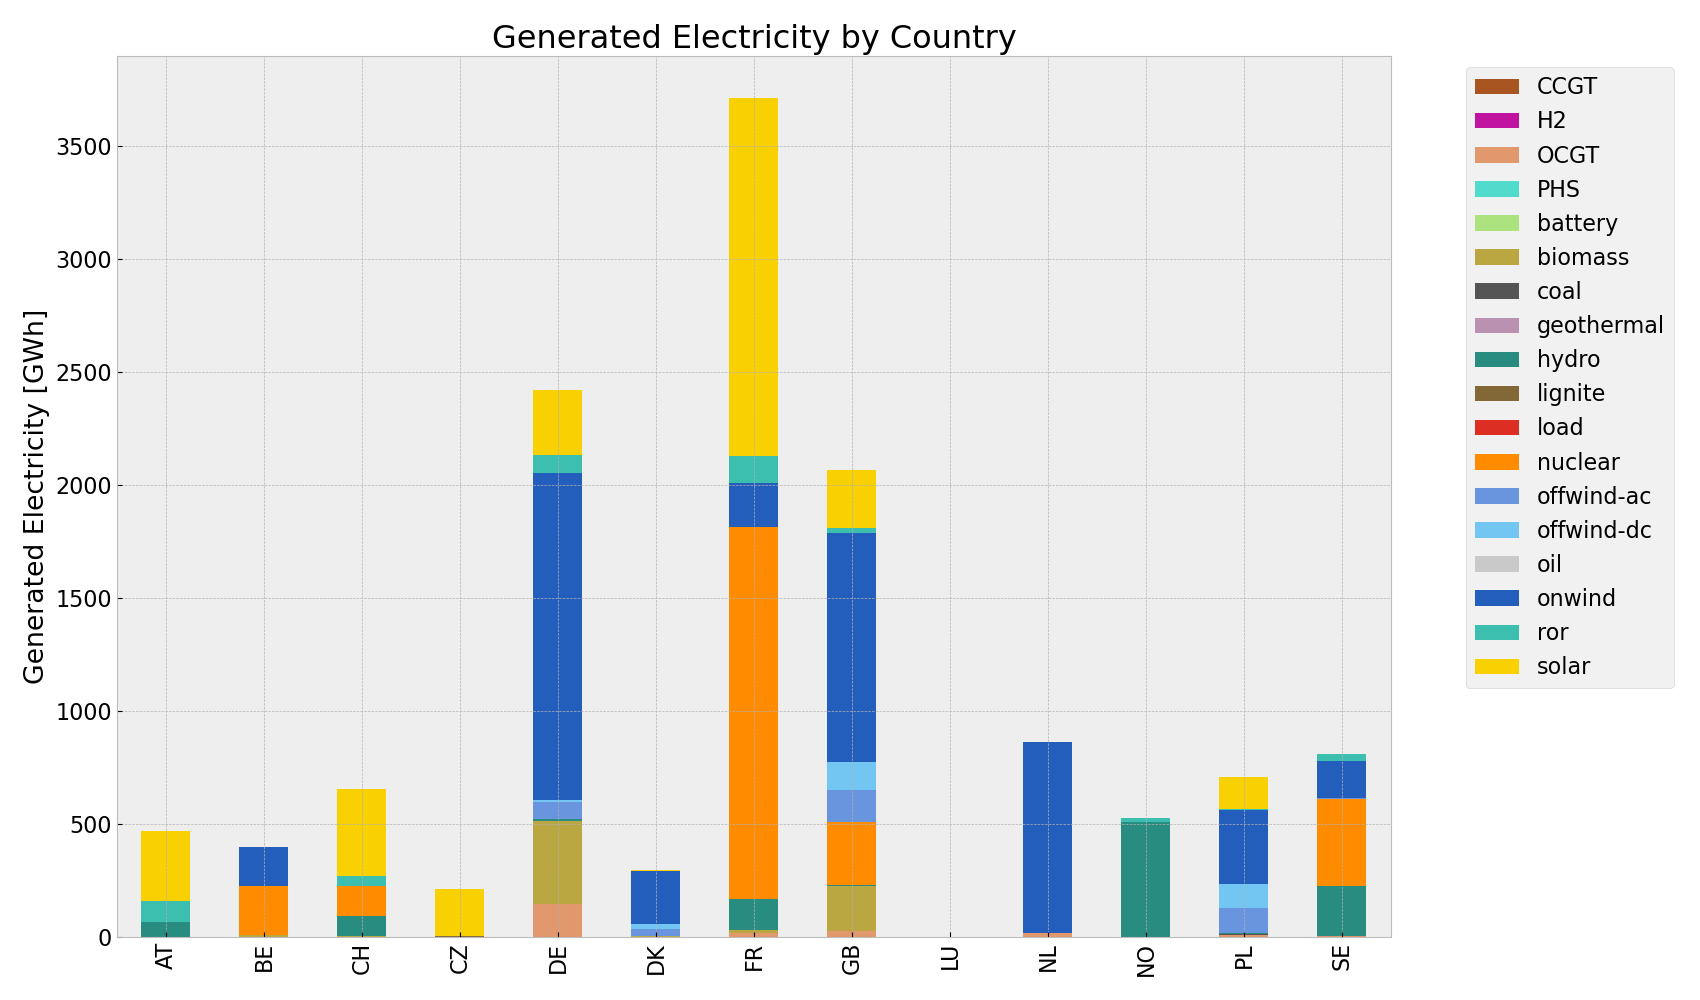 Generated Electricity by Country
Generated Electricity [GWh]
3500
3000
2500
2000
1500
1000
500
0
AT
BE
CH
CZ
DE
DK
FR
GB
LU
NL
NO
PL
SE
CCGT
H2
OCGT
PHS
battery
biomass
coal
geothermal
hydro
lignite
load
nuclear
offwind-ac
offwind-dc
oil
onwind
ror
solar